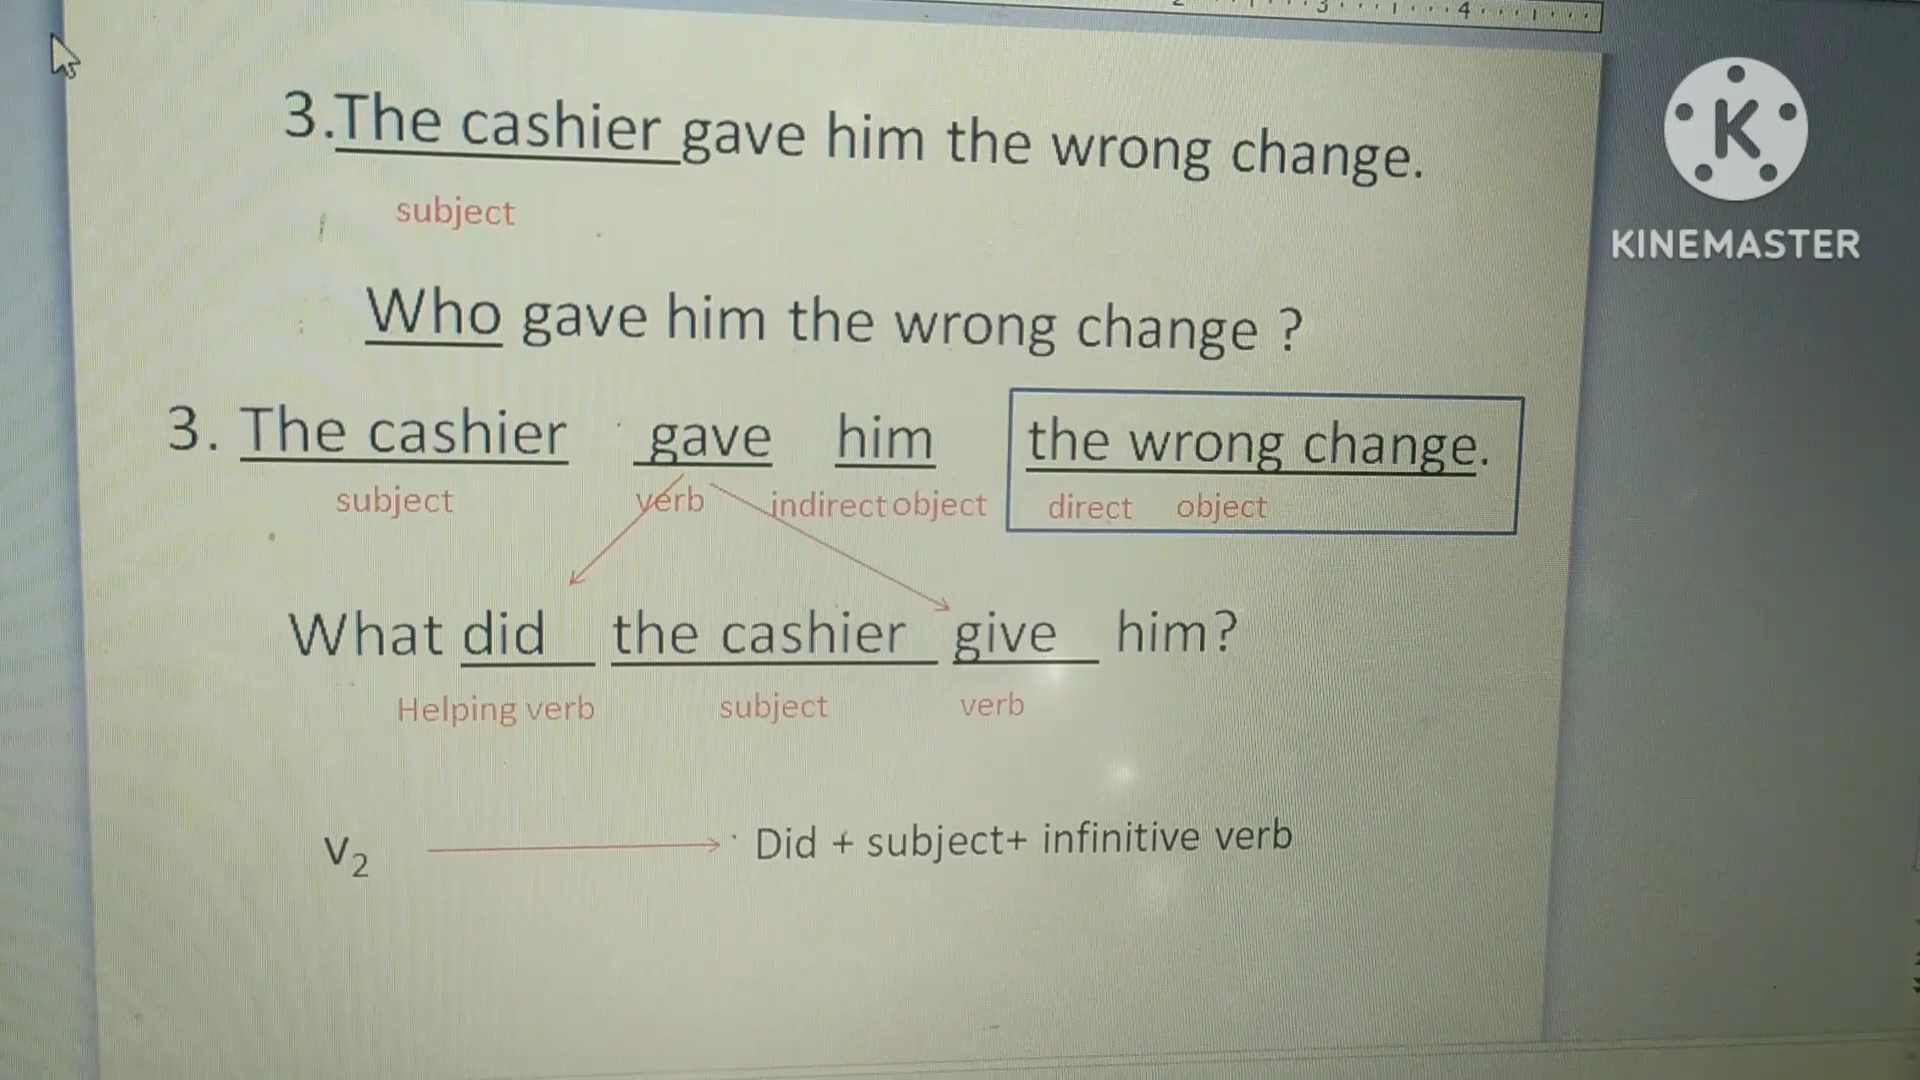 3
4
3.The cashier gave him the wrong change.
subject
Who gave him the wrong change ?
3. The cashier gave him the wrong change.
subject verb indirect object direct object
What did the cashier give him?
Helping verb subject verb
V2 Did + subject+ infinitive verb
K
KINEMASTER